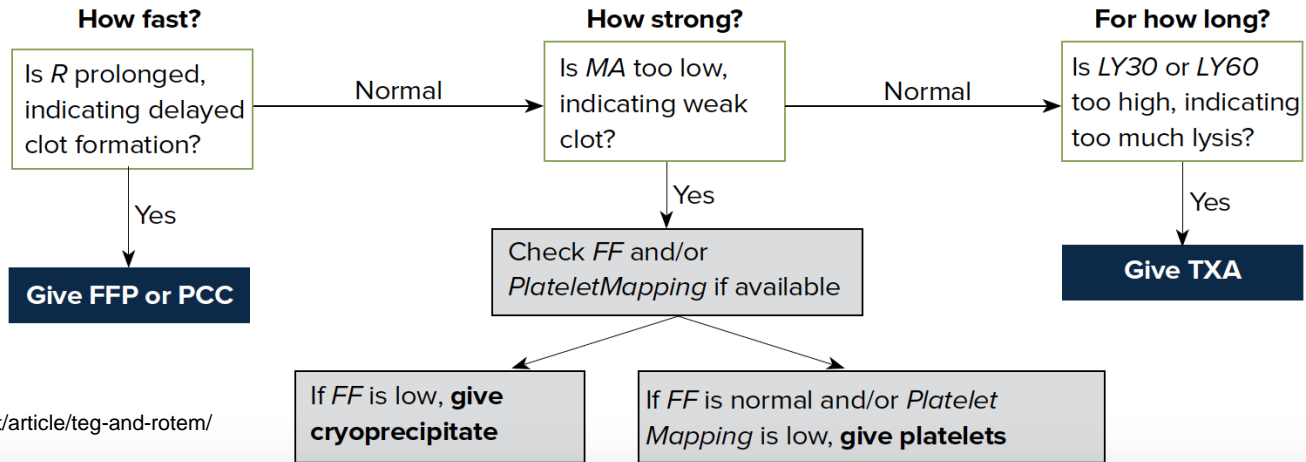 How fast?
How strong?
For how long?
Is R prolonged,
indicating delayed
clot formation?
Normal
Is MA too low,
indicating weak
clot?
Normal
Is LY30 or LY60
too high, indicating
too much lysis?
Yes
Yes
Yes
Give FFP or PCC
Check FF and/or
PlateletMapping if available
Give TXA
If FF is low, give
cryoprecipitate
If FF is normal and/or Platelet
Mapping is low, give platelets
t/article/teg-and-rotem/